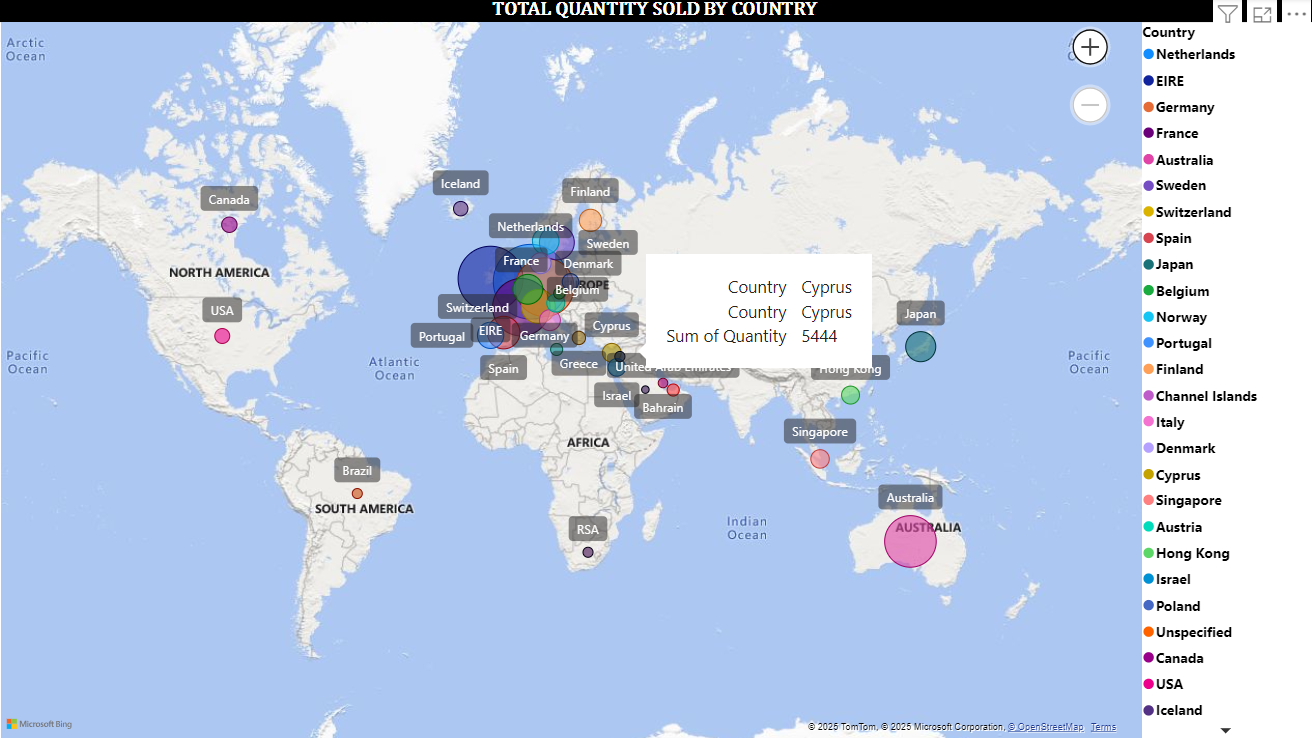 TOTAL QUANTITY SOLD BY COUNTRY
Arctic
Ocean
Country
Netherlands
EIRE
Germany
France
Australia
Sweden
Switzerland
Spain
Japan
Belgium
Norway
Portugal
Finland
Channel Islands
Italy
Denmark
Cyprus
Singapore
Austria
Hong Kong
Israel
Poland
Unspecified
Canada
USA
Iceland
Iceland
Finland
Canada
Netherlands
Sweden
France
Denmark
NORTH AMERICA
Belgium
Country Cyprus
Country Cyprus
Sum of Quantity 5444
Switzerland
USA
Japan
Portugal
EIRE
Germany
Cyprus
Pacific
Ocean
Atlantic
Ocean
Spain
Greece
United Arab Emirates
Hong Kong
Pacific
Ocean
Israel
Bahrain
Singapore
AFRICA
Brazil
SOUTH AMERICA
Australia
AUSTRALIA
RSA
Indian
Ocean
Microsoft Bing
© 2025 TomTom, © 2025 Microsoft Corporation, © OpenStreetMap Terms